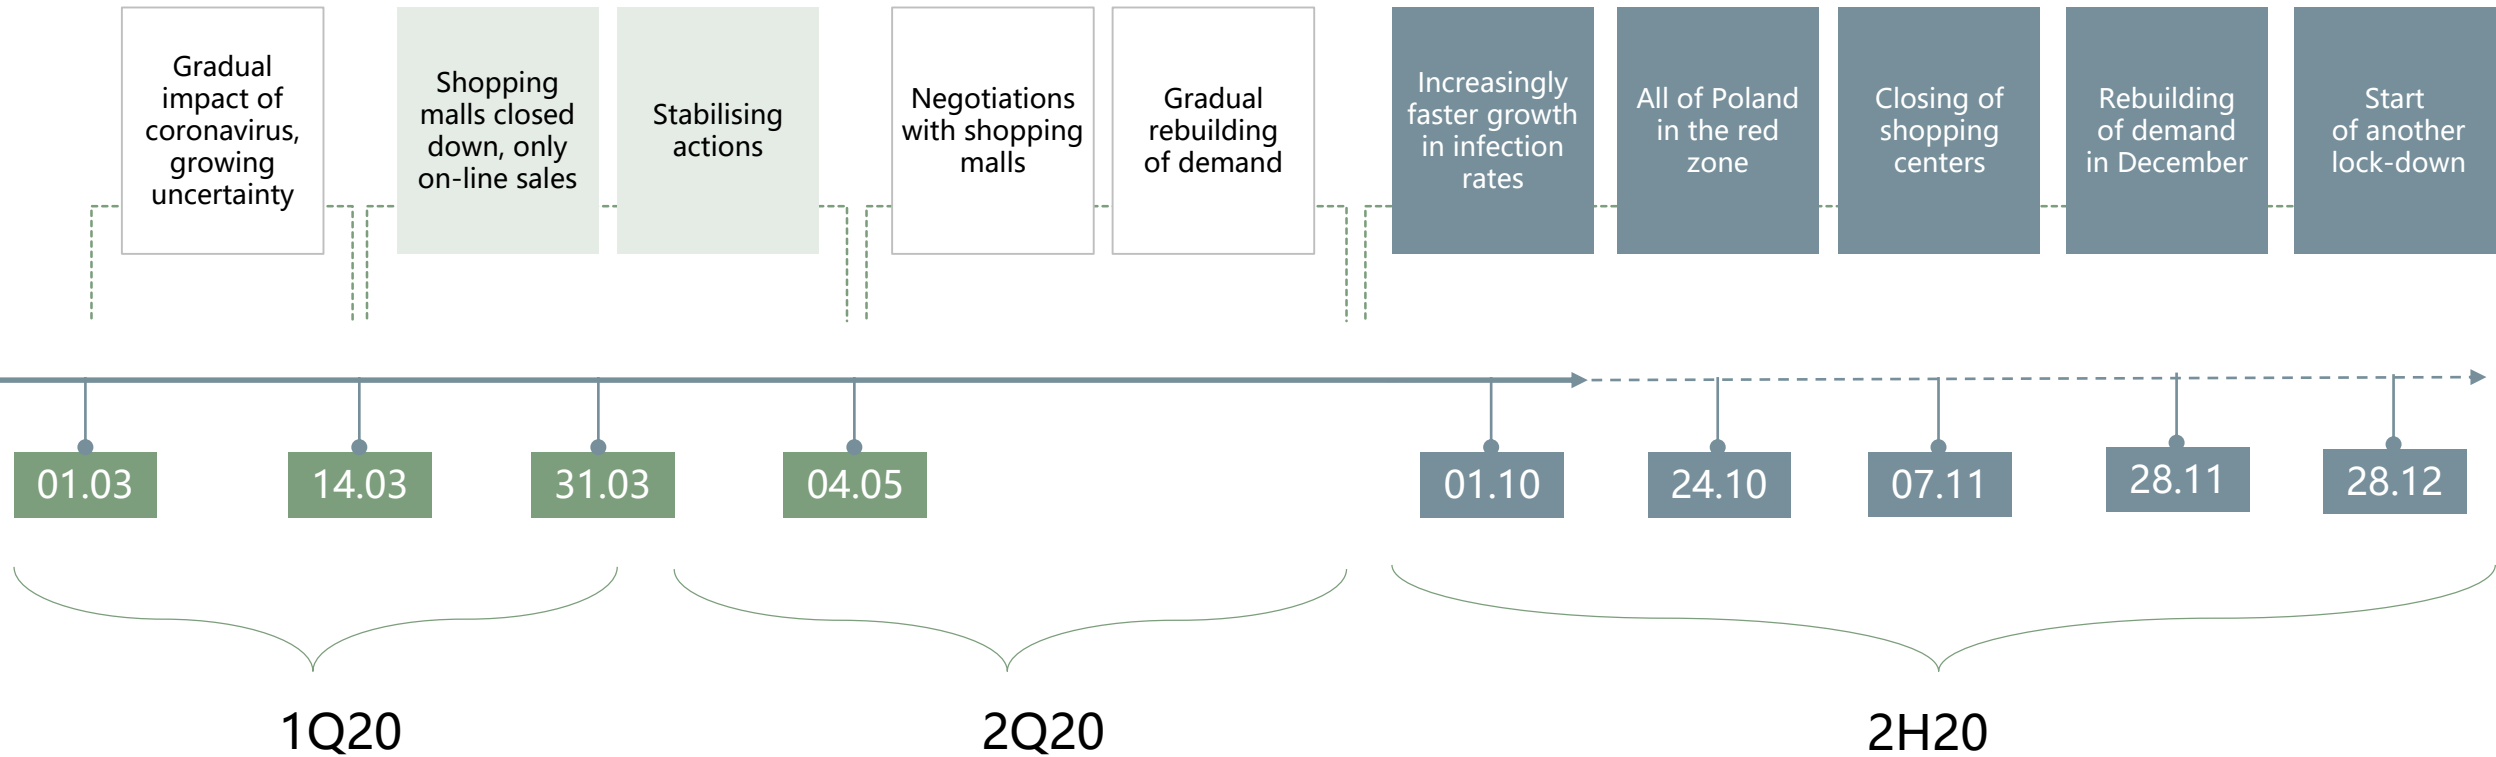 Gradual
impact of
coronavirus,
growing
uncertainty
Shopping
malls closed
down, only
on-line sales
Stabilising
actions
Negotiations
with shopping
malls
Gradual
rebuilding
of demand
Increasingly
faster growth
in infection
rates
All of Poland
in the red
zone
Closing of
shopping
centers
Rebuilding
of demand
in December
Start
of another
lock-down
01.03
14.03
31.03
04.05
01.10
24.10
07.11
28.11
28.12
1Q20
2Q20
2H20